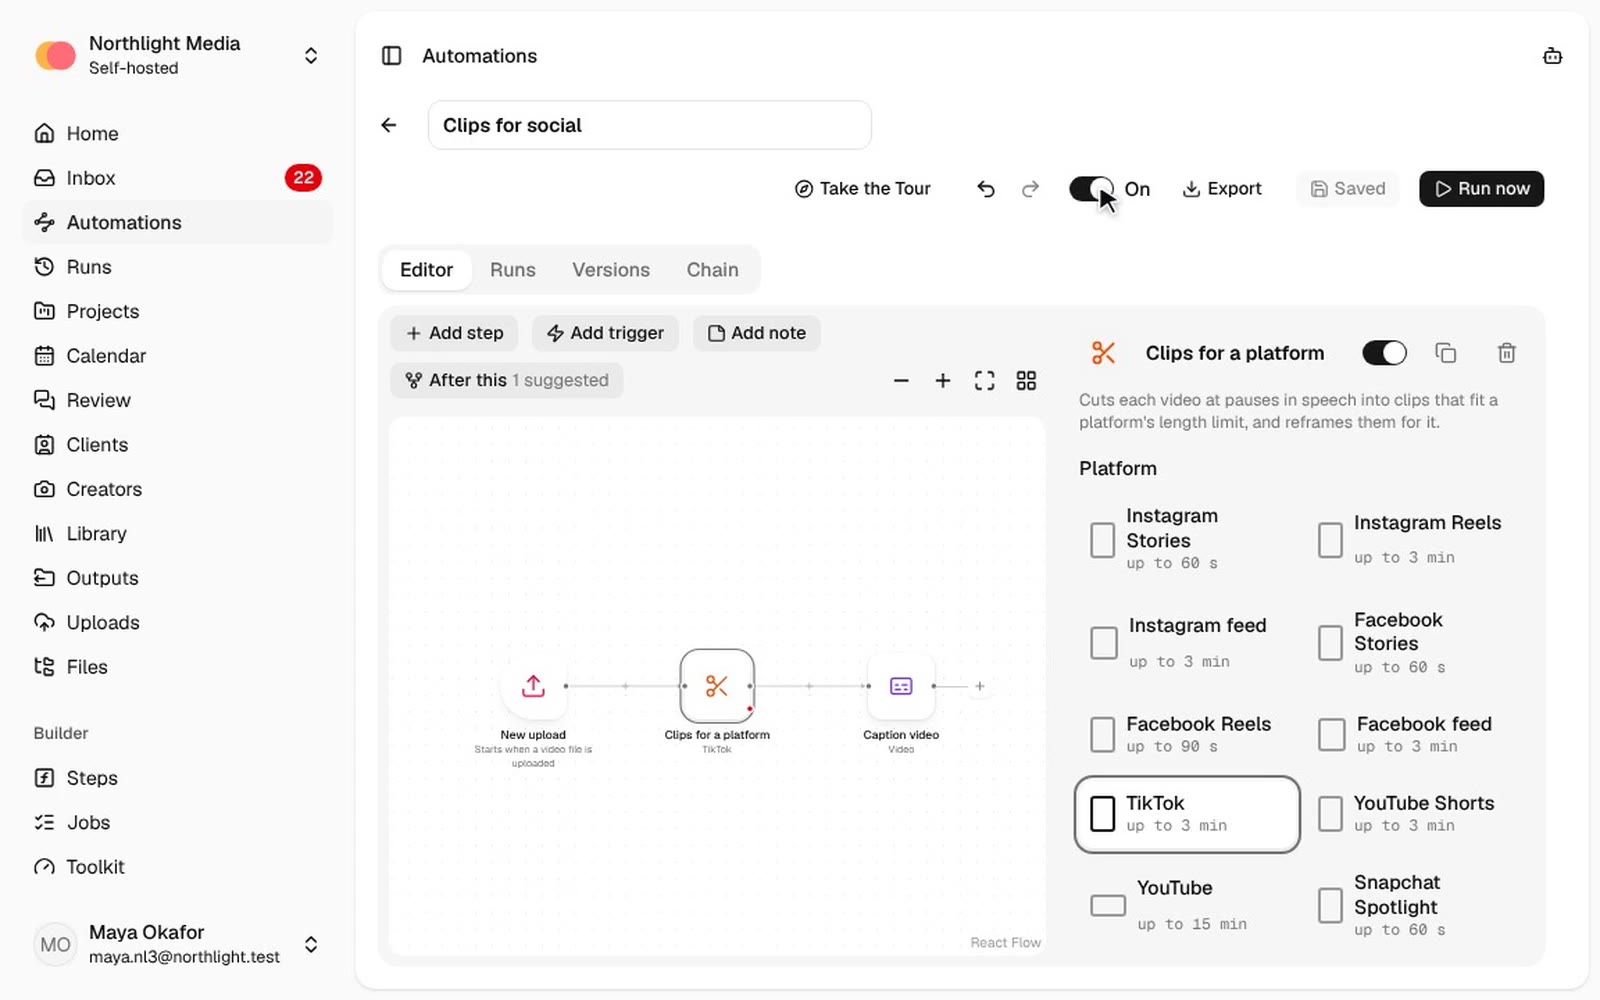 Northlight Media
Self-hosted
Home
Inbox
22
Automations
Runs
Projects
Calendar
Review
Clients
Creators
Library
Outputs
Uploads
Files
Builder
Steps
Jobs
Toolkit
MO
Maya Okafor
maya.nl3@northlight.test
Automations
Clips for social
Take the Tour
On
Export
Saved
Run now
Editor
Runs
Versions
Chain
Add step
Add trigger
Add note
After this 1 suggested
New upload
Starts when a video file is
uploaded
Clips for a platform
TikTok
Caption video
Video
React Flow
Clips for a platform
Cuts each video at pauses in speech into clips that fit a
platform's length limit, and reframes them for it.
Platform
Instagram
Stories
up to 60 s
Instagram Reels
up to 3 min
Instagram feed
up to 3 min
Facebook
Stories
up to 60 s
Facebook Reels
up to 90 s
Facebook feed
up to 3 min
TikTok
up to 3 min
YouTube Shorts
up to 3 min
YouTube
up to 15 min
Snapchat
Spotlight
up to 60 s